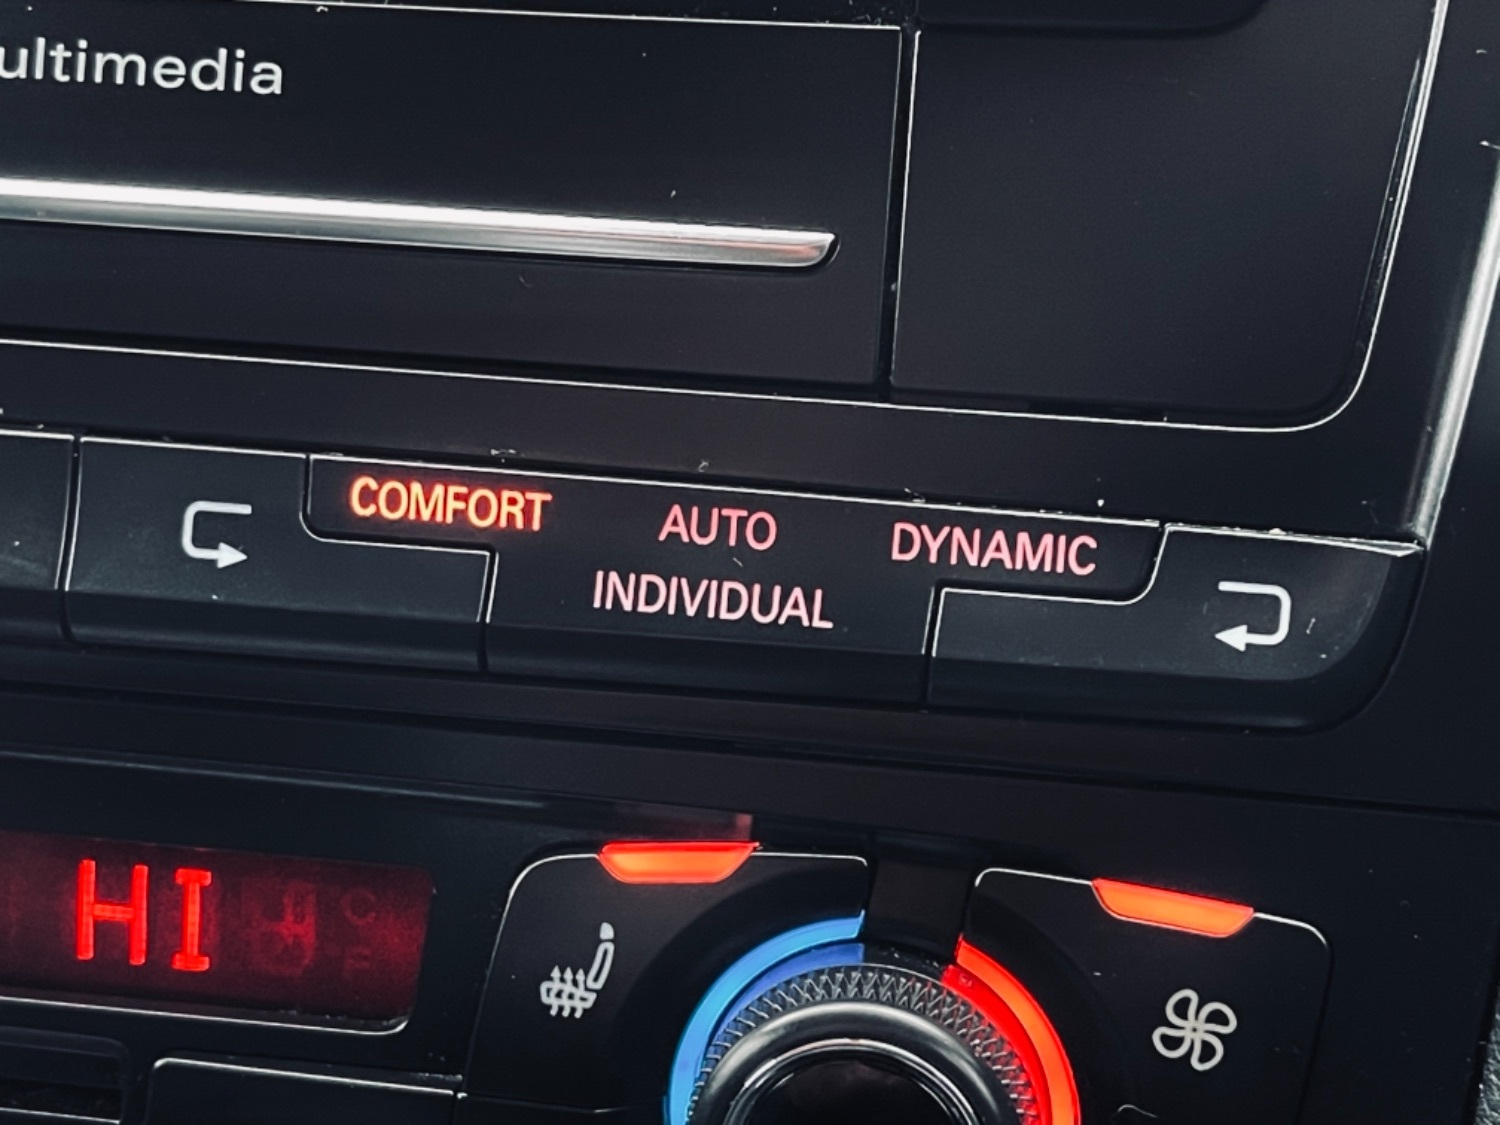 ultimedia
COMFORT AUTO DYNAMIC
INDIVIDUAL
HI